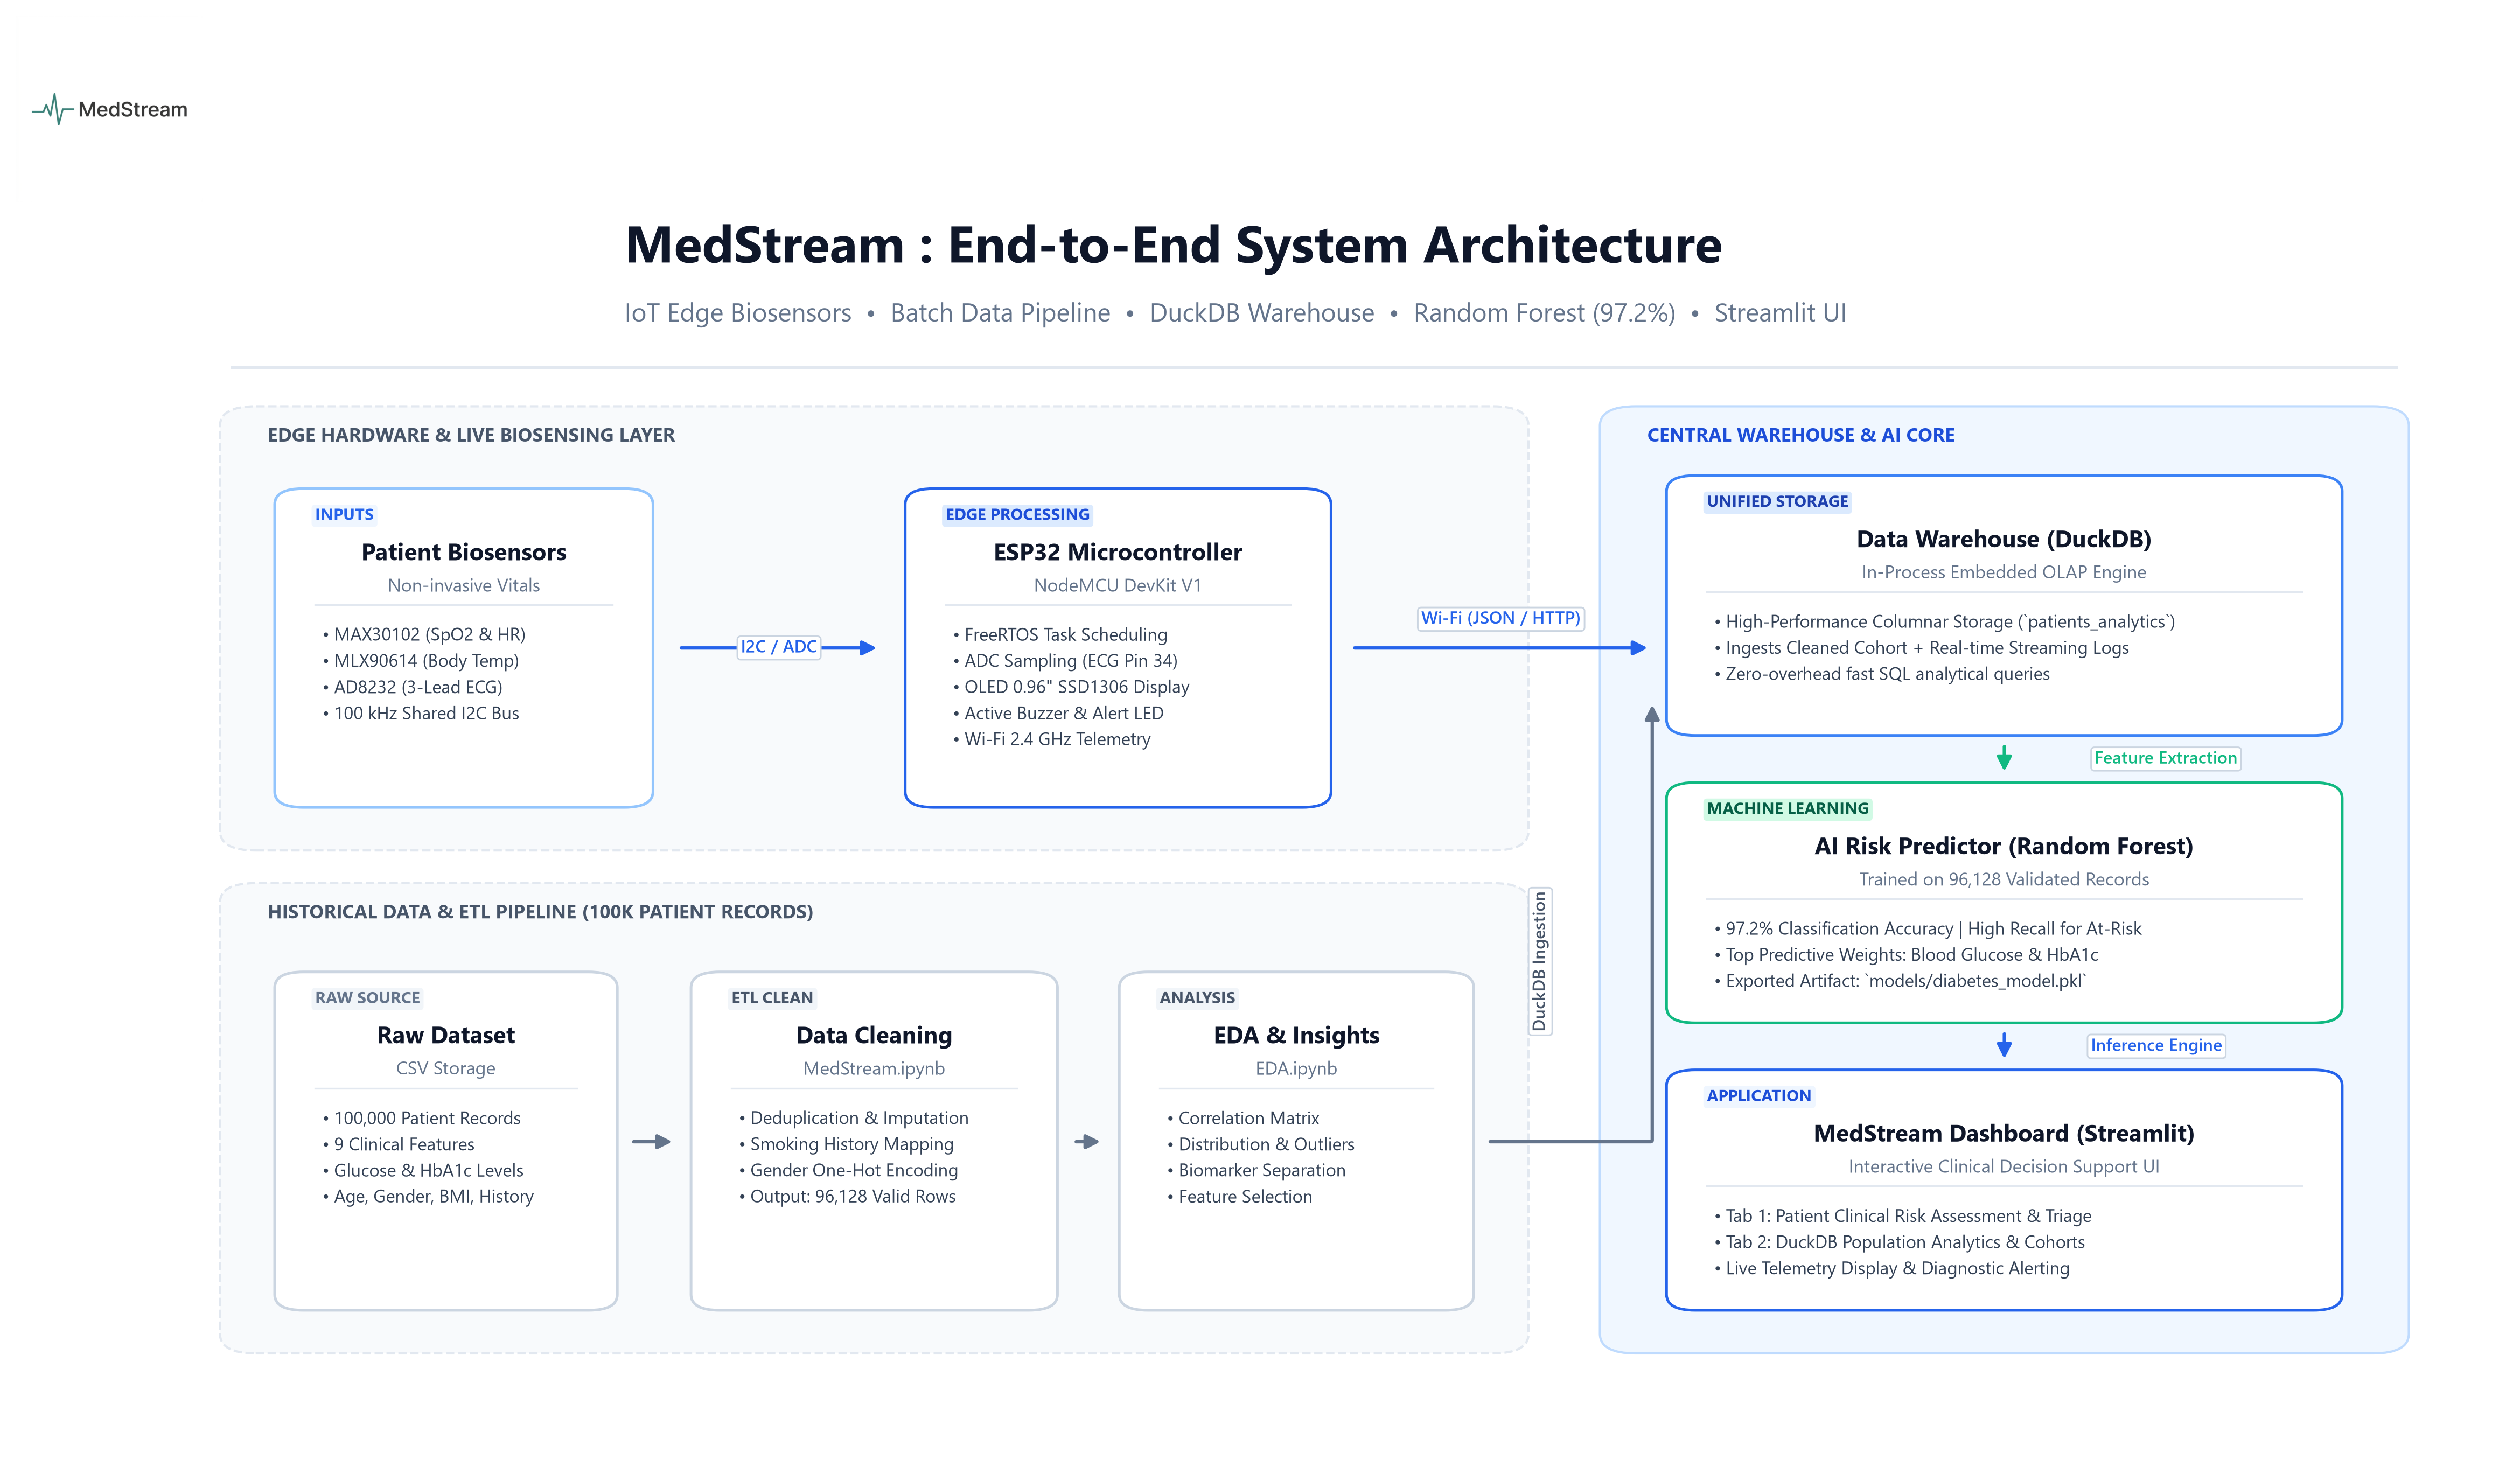 MedStream
MedStream : End-to-End System Architecture
IoT Edge Biosensors • Batch Data Pipeline • DuckDB Warehouse • Random Forest (97.2%) • Streamlit UI
EDGE HARDWARE & LIVE BIOSENSING LAYER
INPUTS
Patient Biosensors
Non-invasive Vitals
• MAX30102 (SpO2 & HR)
• MLX90614 (Body Temp)
• AD8232 (3-Lead ECG)
• 100 kHz Shared I2C Bus
I2C / ADC
EDGE PROCESSING
ESP32 Microcontroller
NodeMCU DevKit V1
• FreeRTOS Task Scheduling
• ADC Sampling (ECG Pin 34)
• OLED 0.96" SSD1306 Display
• Active Buzzer & Alert LED
• Wi-Fi 2.4 GHz Telemetry
Wi-Fi (JSON / HTTP)
HISTORICAL DATA & ETL PIPELINE (100K PATIENT RECORDS)
RAW SOURCE
Raw Dataset
CSV Storage
• 100,000 Patient Records
• 9 Clinical Features
• Glucose & HbA1c Levels
• Age, Gender, BMI, History
ETL CLEAN
Data Cleaning
MedStream.ipynb
• Deduplication & Imputation
• Smoking History Mapping
• Gender One-Hot Encoding
• Output: 96,128 Valid Rows
ANALYSIS
EDA & Insights
EDA.ipynb
• Correlation Matrix
• Distribution & Outliers
• Biomarker Separation
• Feature Selection
DuckDB Ingestion
CENTRAL WAREHOUSE & AI CORE
UNIFIED STORAGE
Data Warehouse (DuckDB)
In-Process Embedded OLAP Engine
• High-Performance Columnar Storage (`patients_analytics`)
• Ingests Cleaned Cohort + Real-time Streaming Logs
• Zero-overhead fast SQL analytical queries
Feature Extraction
MACHINE LEARNING
AI Risk Predictor (Random Forest)
Trained on 96,128 Validated Records
• 97.2% Classification Accuracy | High Recall for At-Risk
• Top Predictive Weights: Blood Glucose & HbA1c
• Exported Artifact: `models/diabetes_model.pkl`
Inference Engine
APPLICATION
MedStream Dashboard (Streamlit)
Interactive Clinical Decision Support UI
• Tab 1: Patient Clinical Risk Assessment & Triage
• Tab 2: DuckDB Population Analytics & Cohorts
• Live Telemetry Display & Diagnostic Alerting